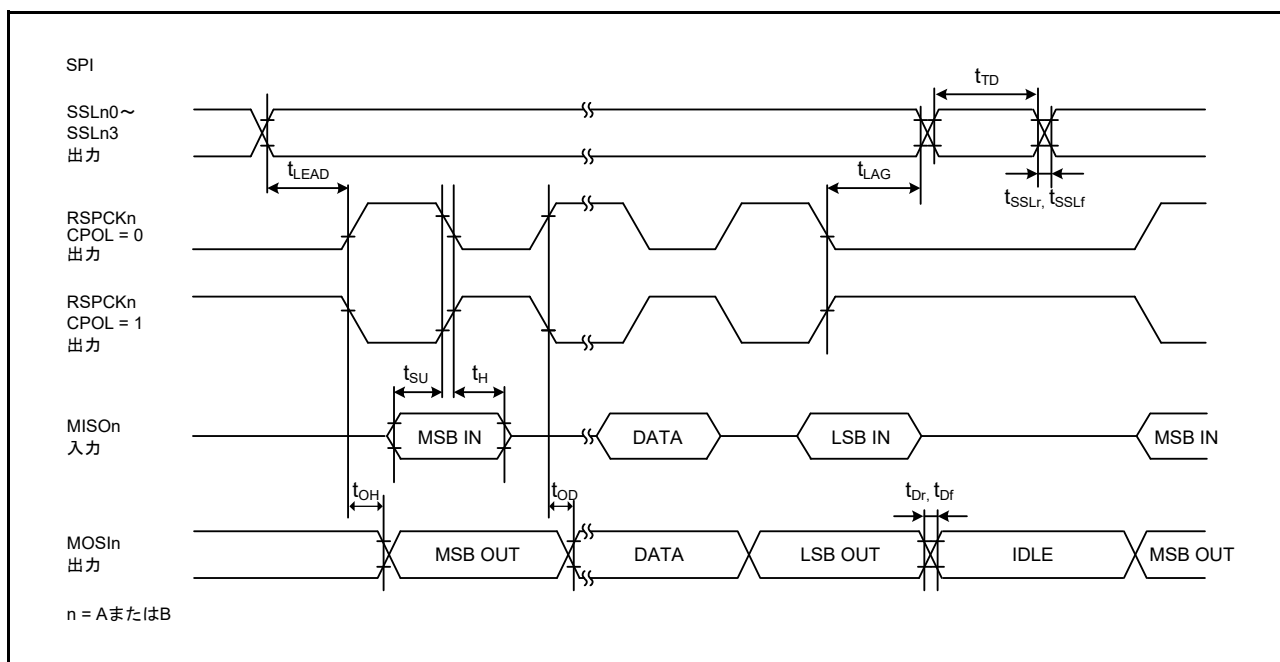 SPI
SSLn0～
SSLn3
出力
tTD
tLEAD
tLAG
tSSLr, tSSLf
RSPCKn
CPOL = 0
出力
RSPCKn
CPOL = 1
出力
tSU
tH
MISOn
入力
MSB IN
DATA
LSB IN
MSB IN
tOH
tOD
tDr, tDf
MOSIn
出力
MSB OUT
DATA
LSB OUT
IDLE
MSB OUT
n = AまたはB